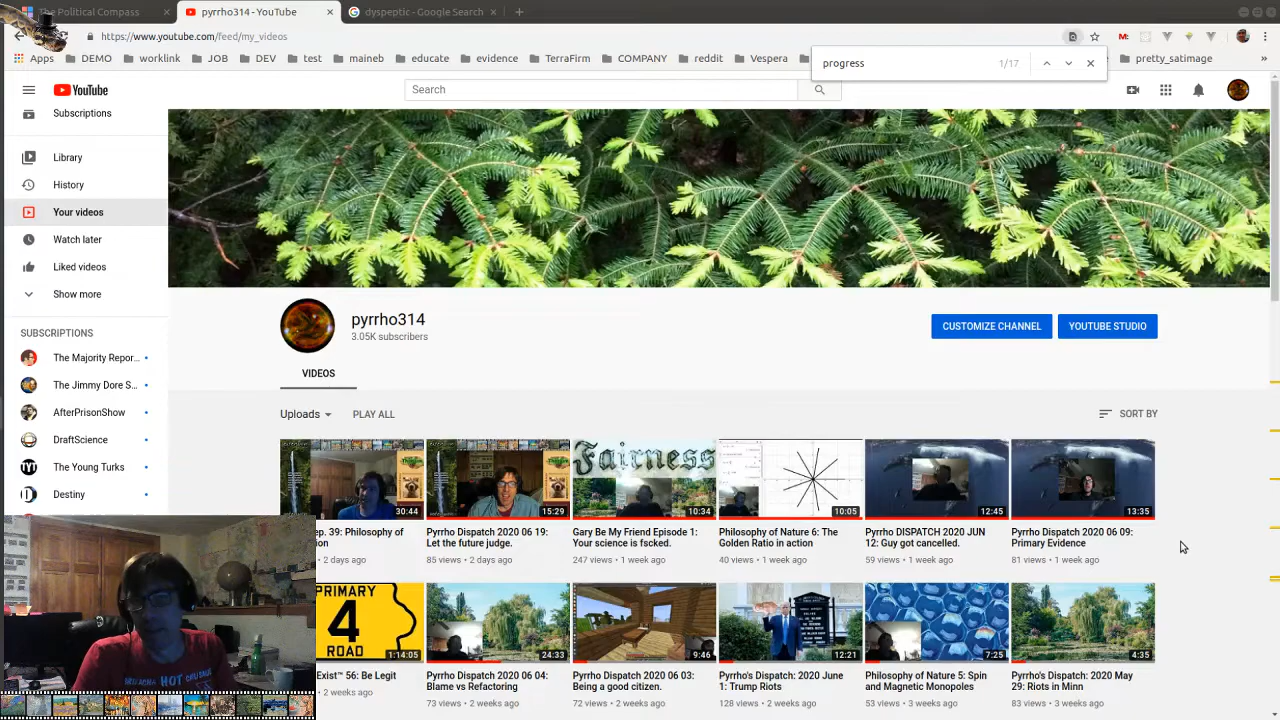 The Political Compass
pyrrho314 - YouTube
dyspeptic - Google Search
https://www.youtube.com/feed/my_videos
Apps DEMO worklink JOB DEV test maineb educate evidence TerraFirm COMPANY reddit Vespera pretty_satimage
progress 1/17
YouTube
Search
Subscriptions
Library
History
Your videos
Watch later
Liked videos
Show more
SUBSCRIPTIONS
The Majority Repor...
The Jimmy Dore S...
AfterPrisonShow
DraftScience
The Young Turks
Destiny
pyrrho314
3.05K subscribers
CUSTOMIZE CHANNEL
YOUTUBE STUDIO
VIDEOS
Uploads
PLAY ALL
SORT BY
Fairness
30:44
15:29
10:34
10:05
12:45
13:35
ep. 39: Philosophy of
Pyrrho Dispatch 2020 06 19:
Let the future judge.
Gary Be My Friend Episode 1:
Your science is fscked.
Philosophy of Nature 6: The
Golden Ratio in action
Pyrrho DISPATCH 2020 JUN
12: Guy got cancelled.
Pyrrho Dispatch 2020 06 09:
Primary Evidence
• 2 days ago
85 views • 2 days ago
247 views • 1 week ago
40 views • 1 week ago
59 views • 1 week ago
81 views • 1 week ago
PRIMARY
4
ROAD
1:14:05
24:33
9:46
12:21
7:25
4:35
Exist™ 56: Be Legit
Pyrrho Dispatch 2020 06 04:
Blame vs Refactoring
Pyrrho Dispatch 2020 06 03:
Being a good citizen.
Pyrrho's Dispatch: 2020 June
1: Trump Riots
Philosophy of Nature 5: Spin
and Magnetic Monopoles
Pyrrho's Dispatch: 2020 May
29: Riots in Minn
• 2 weeks ago
73 views • 2 weeks ago
72 views • 2 weeks ago
128 views • 2 weeks ago
53 views • 3 weeks ago
83 views • 3 weeks ago